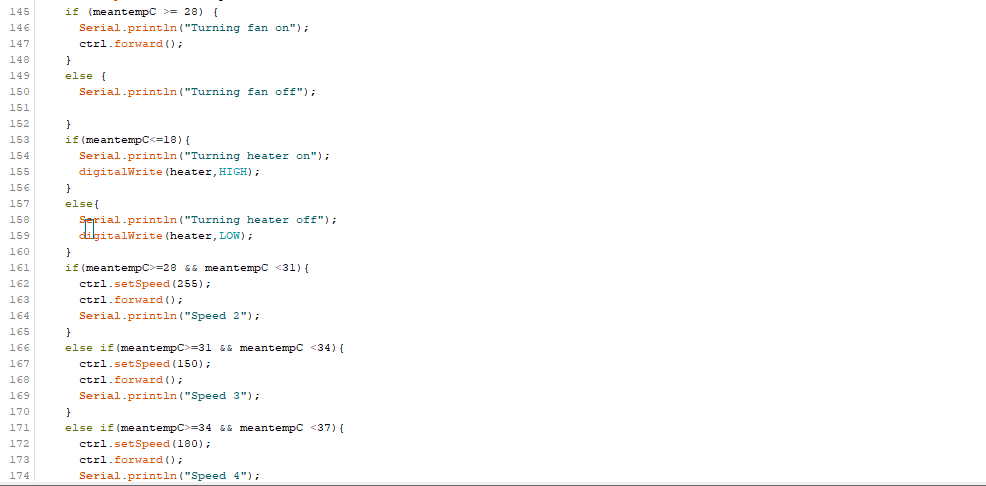 145 if (meantempC >= 28) {
146 Serial.println("Turning fan on");
147 ctrl.forward();
148 }
149 else {
150 Serial.println("Turning fan off");
151
152 }
153 if(meantempC<=18){
154 Serial.println("Turning heater on");
155 digitalWrite(heater,HIGH);
156 }
157 else{
158 Serial.println("Turning heater off");
159 digitalWrite(heater,LOW);
160 }
161 if(meantempC>=28 && meantempC <31){
162 ctrl.setSpeed(255);
163 ctrl.forward();
164 Serial.println("Speed 2");
165 }
166 else if(meantempC>=31 && meantempC <34){
167 ctrl.setSpeed(150);
168 ctrl.forward();
169 Serial.println("Speed 3");
170 }
171 else if(meantempC>=34 && meantempC <37){
172 ctrl.setSpeed(180);
173 ctrl.forward();
174 Serial.println("Speed 4");